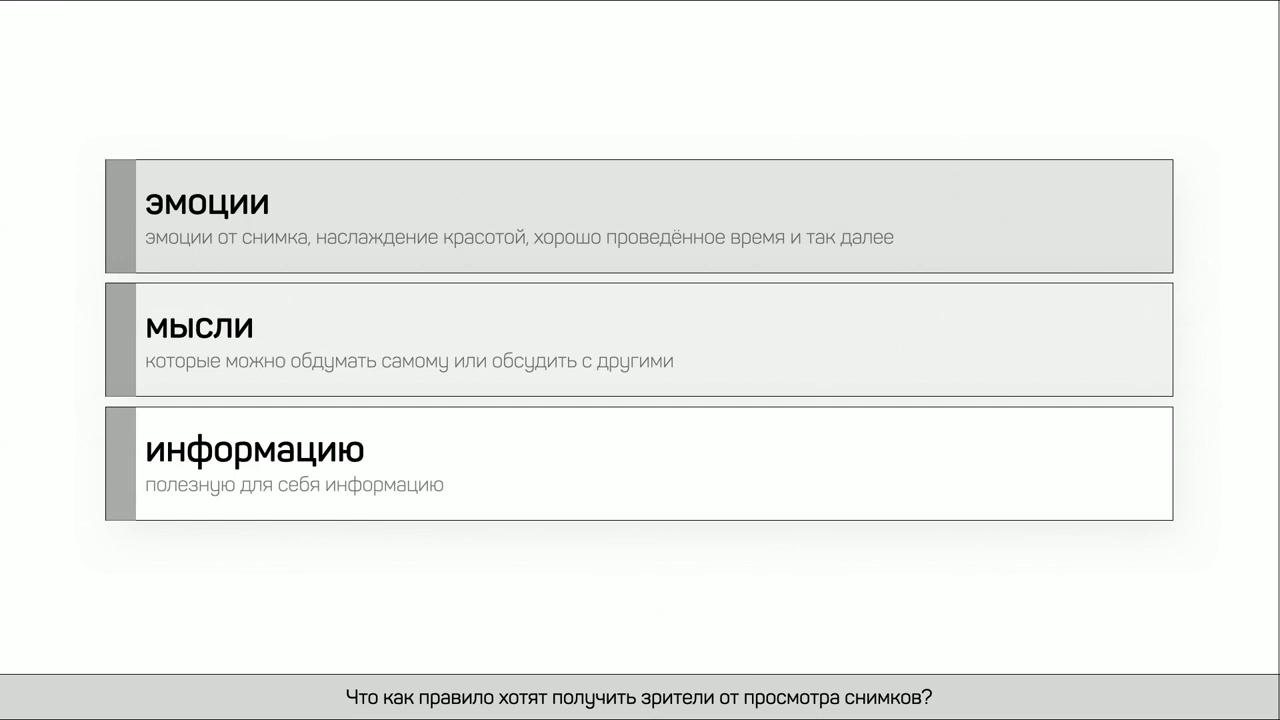 эмоции
эмоции от снимка, наслаждение красотой, хорошо проведённое время и так далее
мысли
которые можно обдумать самому или обсудить с другими
информацию
полезную для себя информацию
Что как правило хотят получить зрители от просмотра снимков?